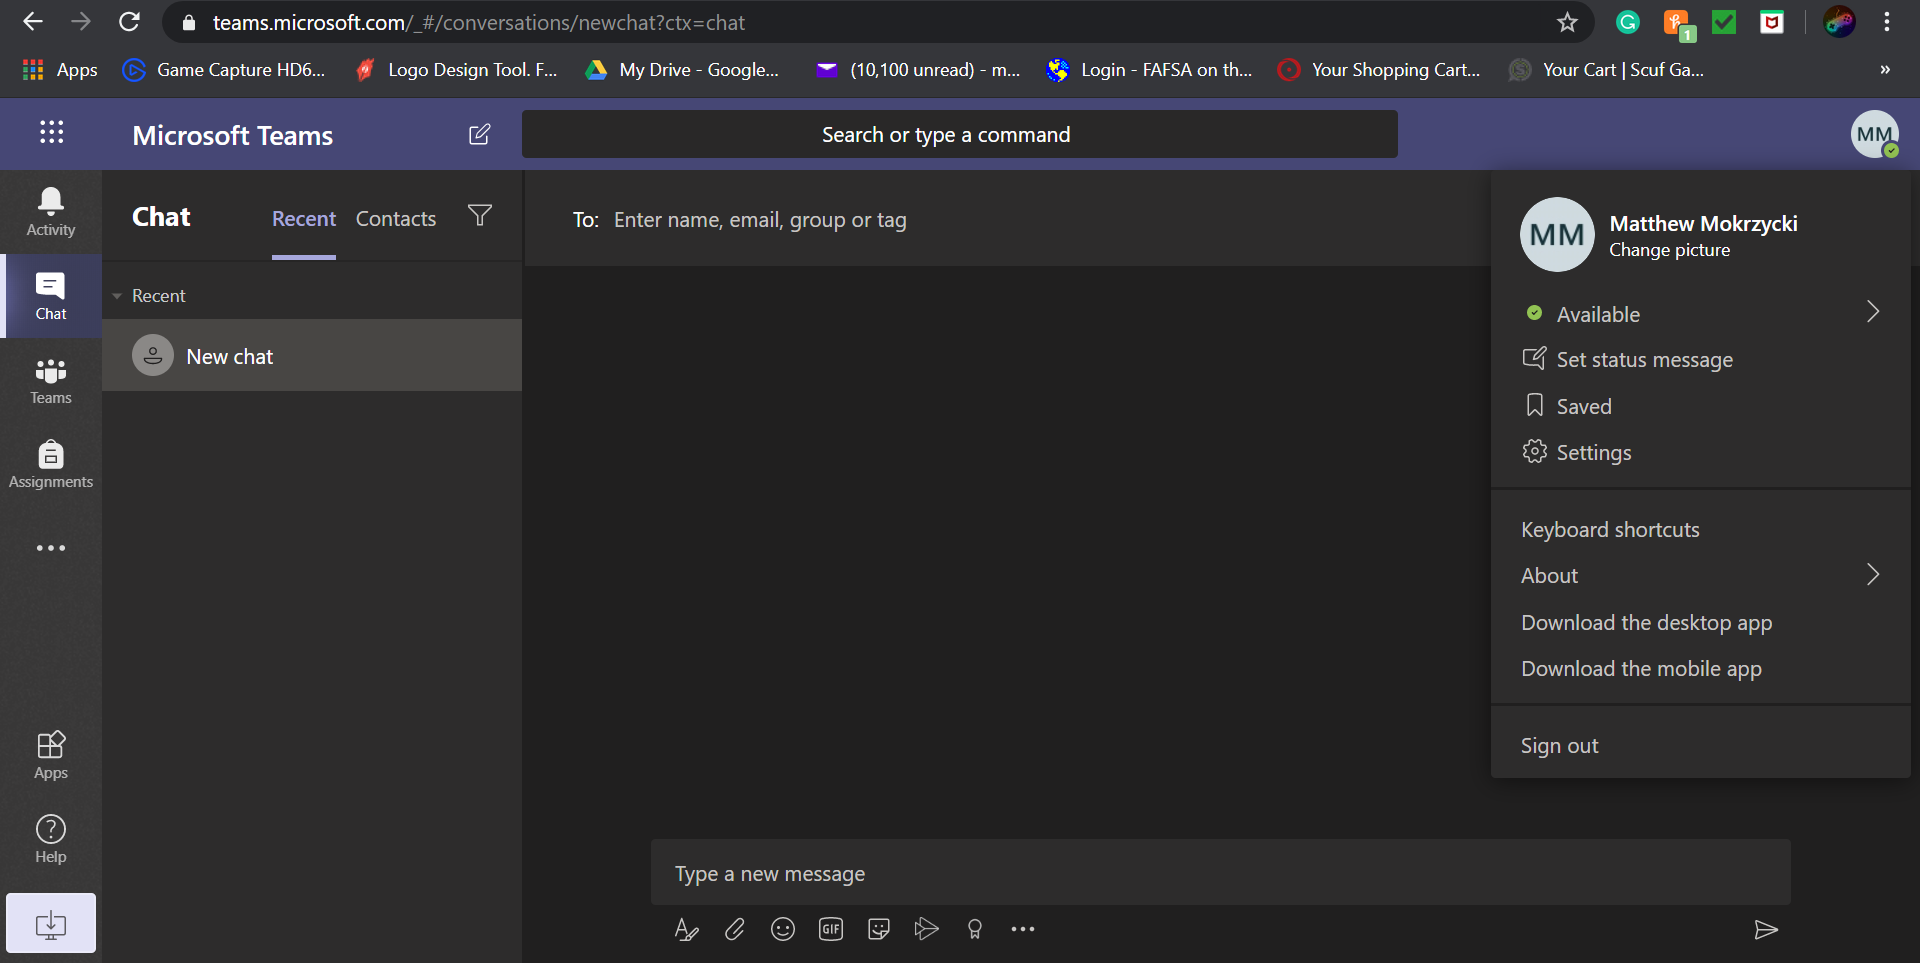 teams.microsoft.com/_#/conversations/newchat?ctx=chat
1
Apps
Game Capture HD6...
Logo Design Tool. F...
My Drive - Google...
(10,100 unread) - m...
Login - FAFSA on th...
Your Shopping Cart...
Your Cart | Scuf Ga...
»
Microsoft Teams
Search or type a command
MM
Activity
Chat
Teams
Assignments
Apps
Help
Chat
Recent
Contacts
Recent
New chat
To: Enter name, email, group or tag
MM
Matthew Mokrzycki
Change picture
Available
Set status message
Saved
Settings
Keyboard shortcuts
About
Download the desktop app
Download the mobile app
Sign out
Type a new message
GIF